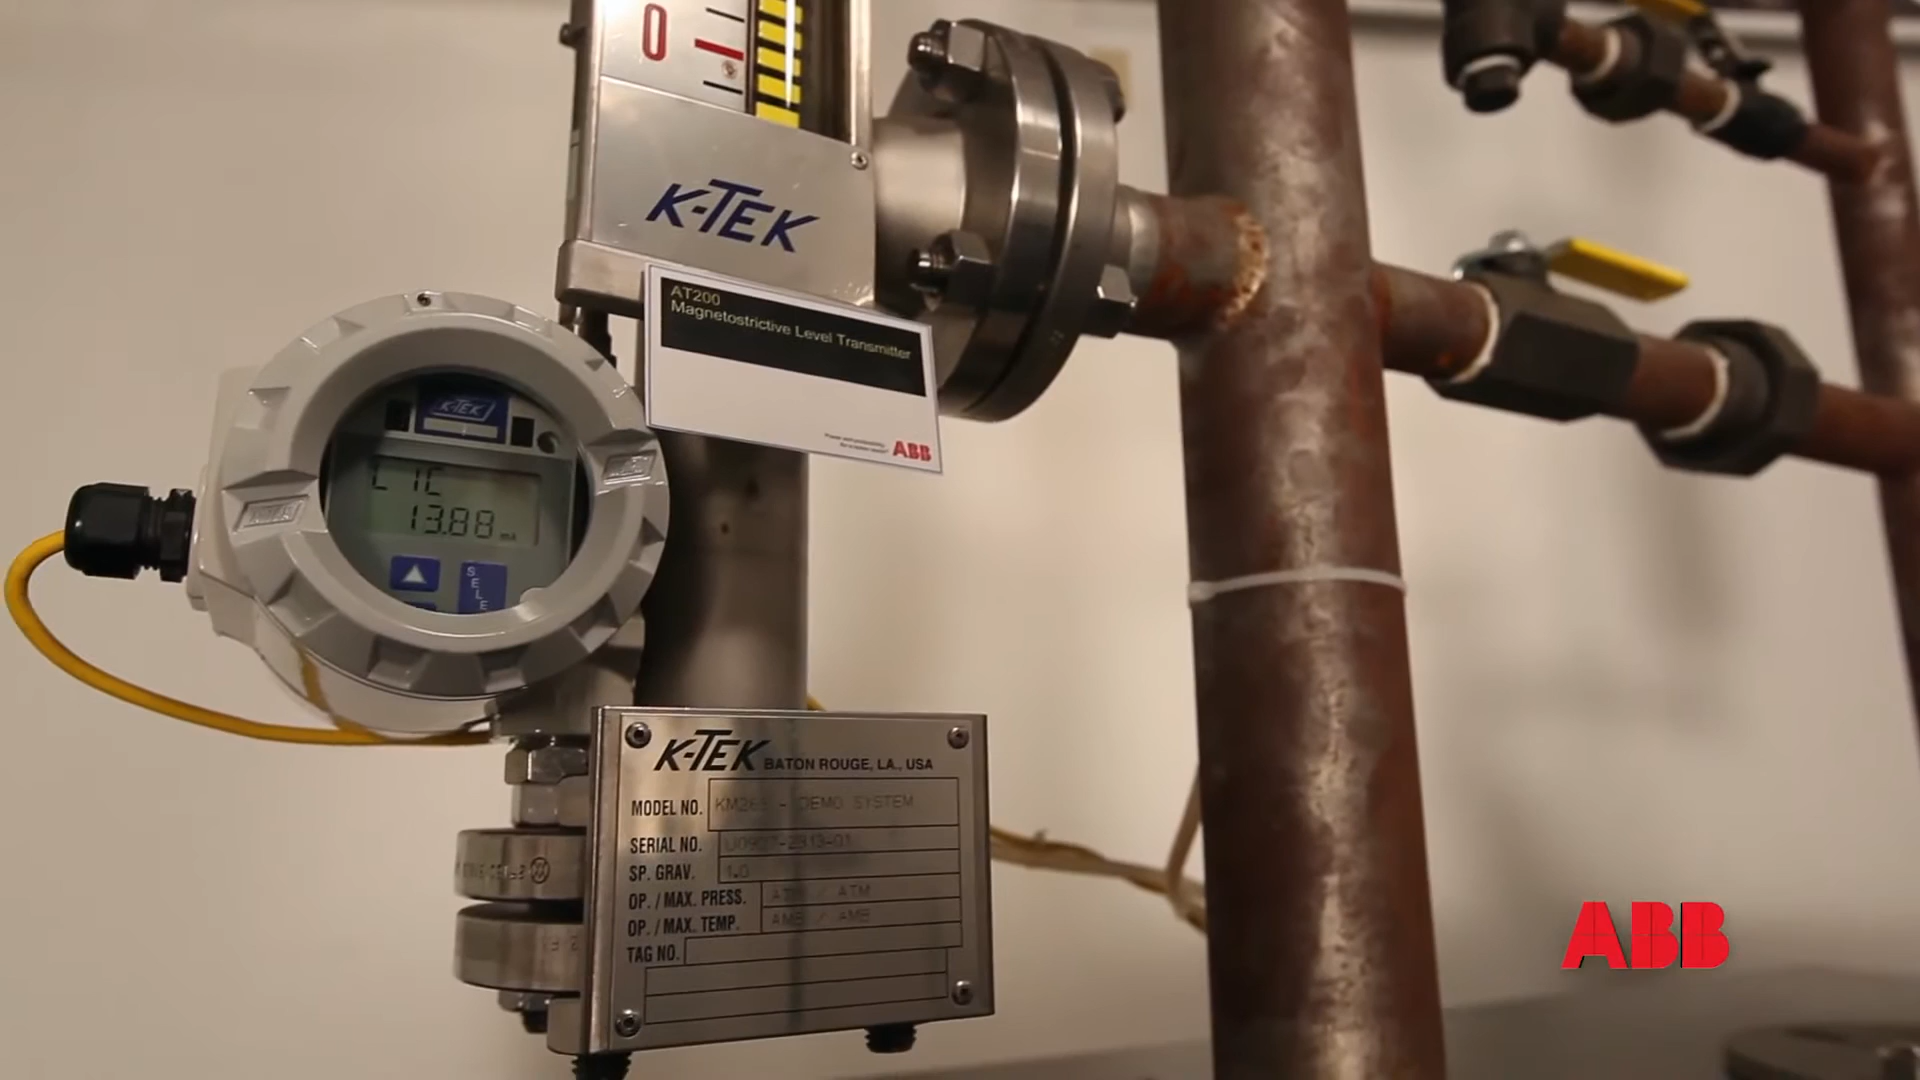 0
K-TEK
AT200
Magnetostrictive Level Transmitter
ABB
K-TEK
LIC
13.88 mA
SELE
K-TEK BATON ROUGE, LA., USA
MODEL NO. DEMO SYSTEM
SERIAL NO.
SP. GRAV. 1.0
OP. / MAX. PRESS. ATM / ATM
OP. / MAX. TEMP. AMB / AMB
TAG NO.
ABB